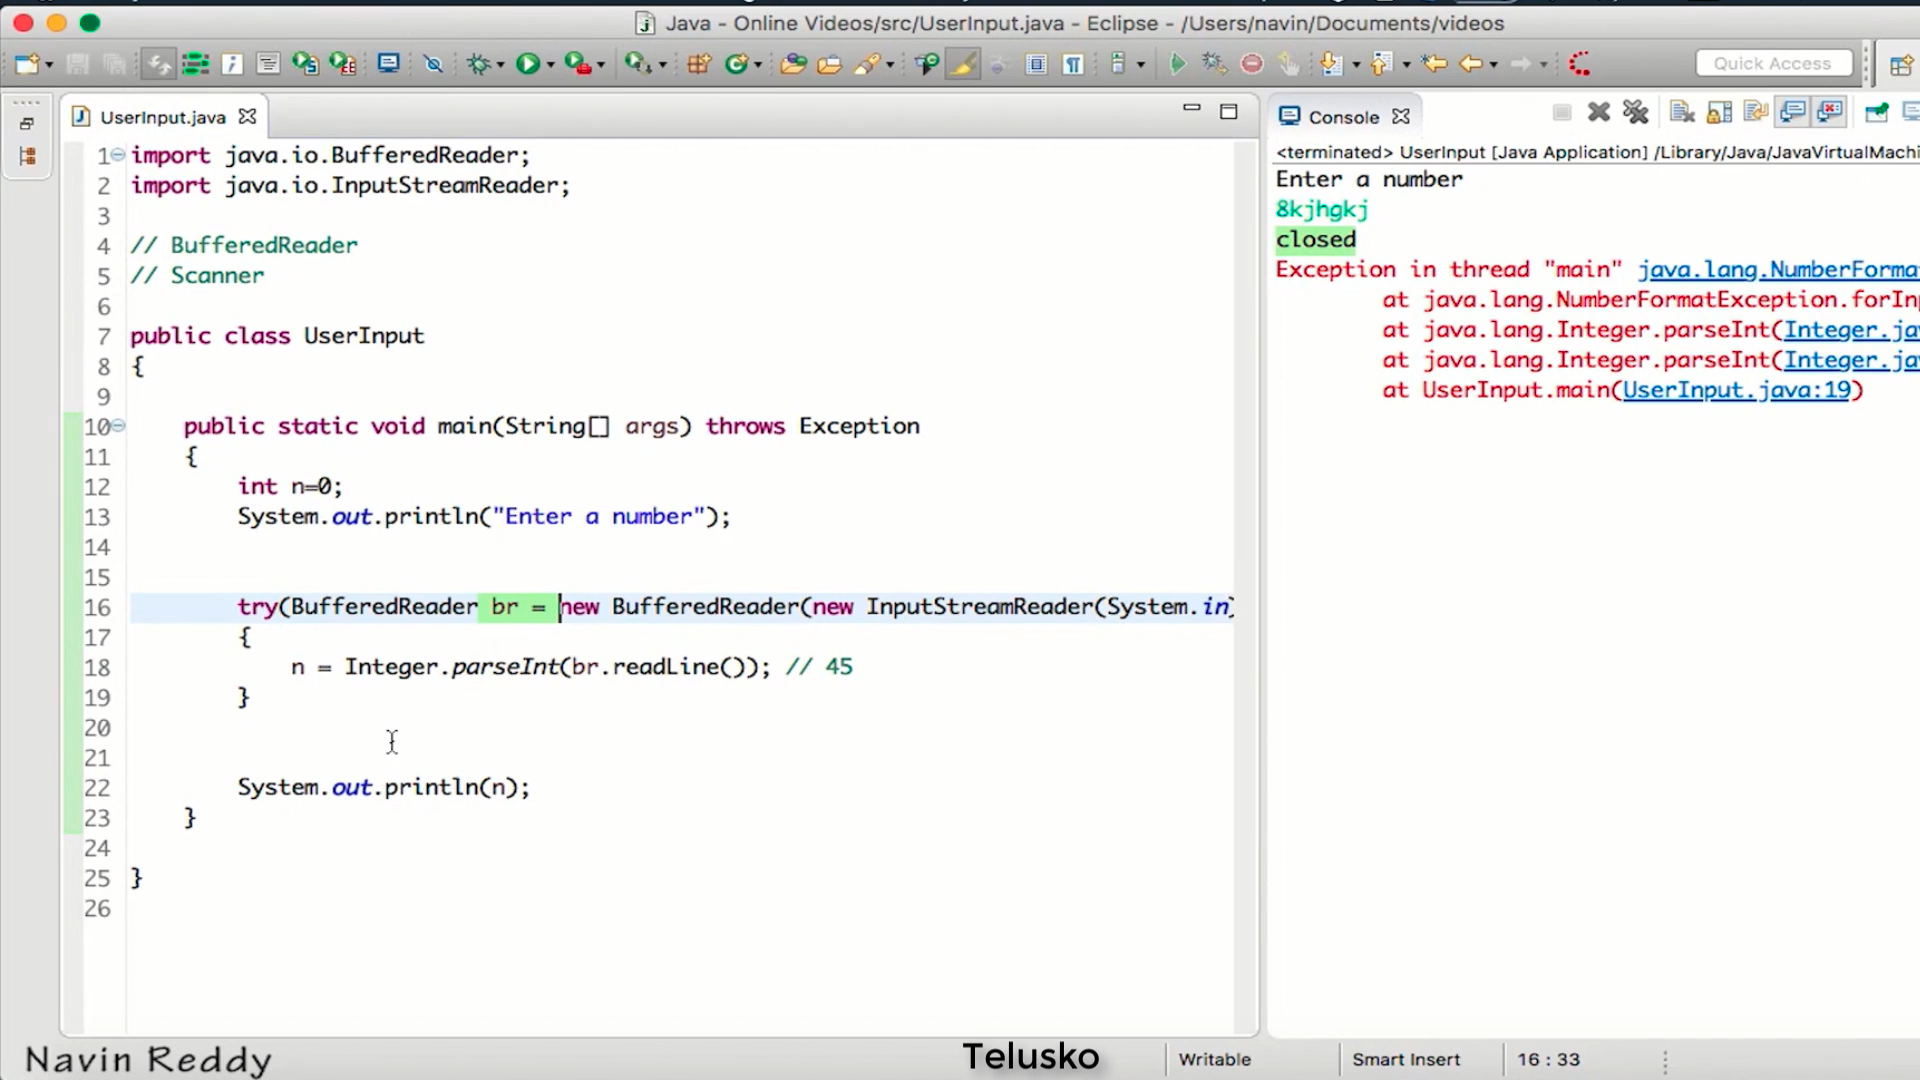 Java - Online Videos/src/UserInput.java - Eclipse - /Users/navin/Documents/videos
Quick Access
UserInput.java
1 import java.io.BufferedReader;
2 import java.io.InputStreamReader;
3
4 // BufferedReader
5 // Scanner
6
7 public class UserInput
8 {
9
10 public static void main(String[] args) throws Exception
11 {
12 int n=0;
13 System.out.println("Enter a number");
14
15
16 try(BufferedReader br = new BufferedReader(new InputStreamReader(System.in)
17 {
18 n = Integer.parseInt(br.readLine()); // 45
19 }
20
21
22 System.out.println(n);
23 }
24
25 }
26
Console
<terminated> UserInput [Java Application] /Library/Java/JavaVirtualMachi
Enter a number
8kjhgkj
closed
Exception in thread "main" java.lang.NumberForma
at java.lang.NumberFormatException.forInp
at java.lang.Integer.parseInt(Integer.jav
at java.lang.Integer.parseInt(Integer.jav
at UserInput.main(UserInput.java:19)
Navin Reddy
Telusko
Writable
Smart Insert
16 : 33